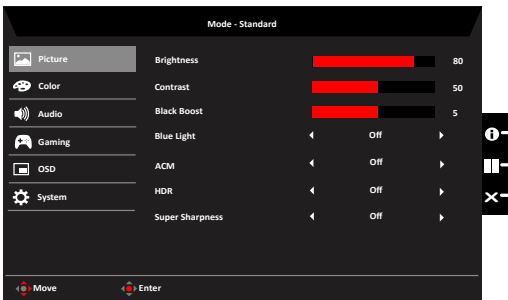 Mode - Standard
Picture
Color
Audio
Gaming
OSD
System
Brightness 80
Contrast 50
Black Boost 5
Blue Light Off
ACM Off
HDR Off
Super Sharpness Off
Move Enter